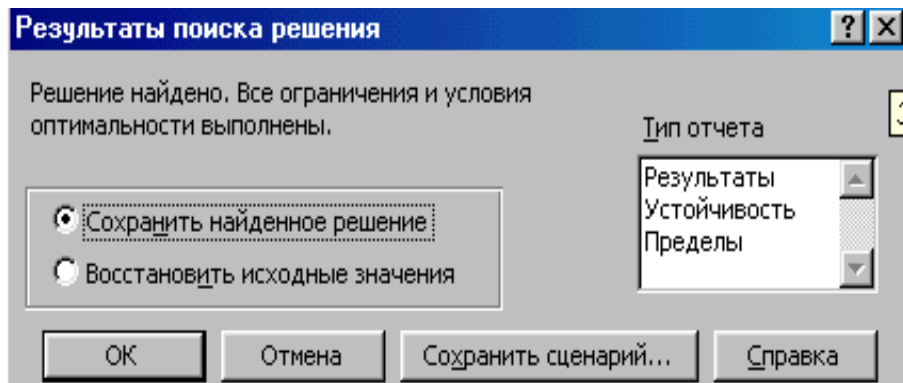 Результаты поиска решения
Решение найдено. Все ограничения и условия
оптимальности выполнены.
Тип отчета
Результаты
Устойчивость
Пределы
Сохранить найденное решение
Восстановить исходные значения
ОК
Отмена
Сохранить сценарий...
Справка